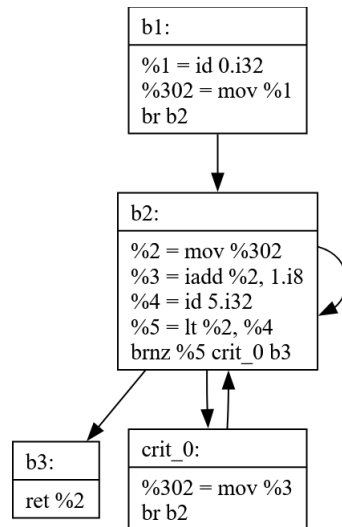 b1:
%1 = id 0.i32
%302 = mov %1
br b2
b2:
%2 = mov %302
%3 = iadd %2, 1.i8
%4 = id 5.i32
%5 = lt %2, %4
brnz %5 crit_0 b3
b3:
ret %2
crit_0:
%302 = mov %3
br b2